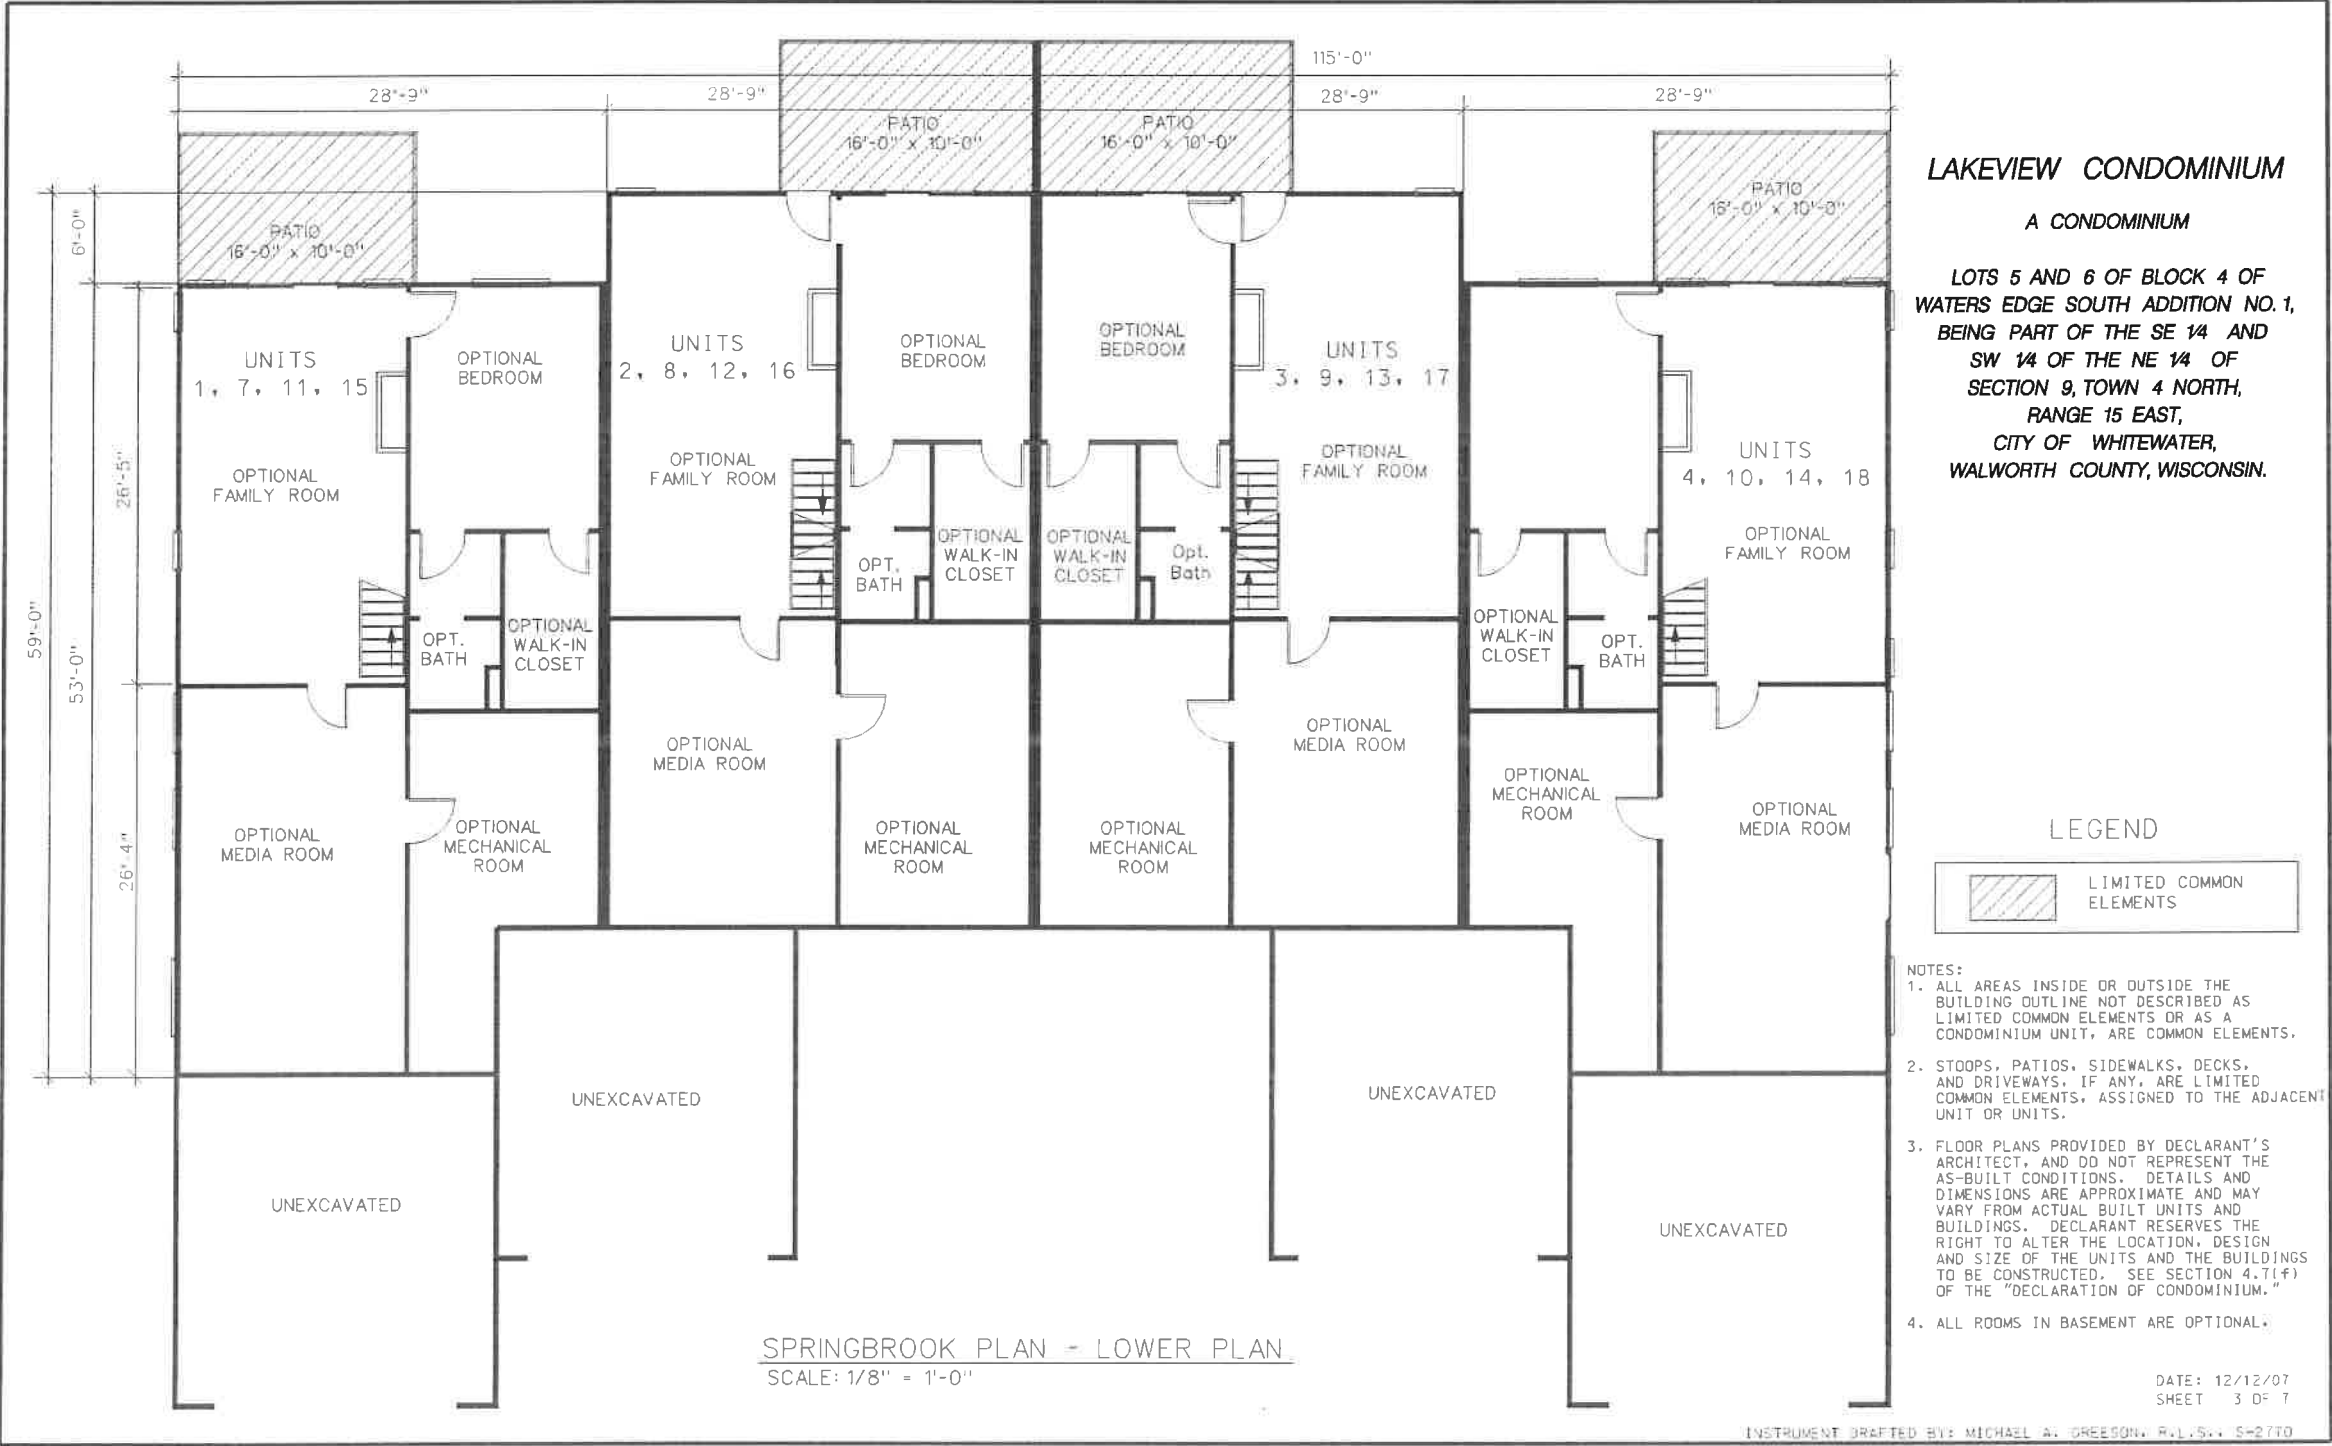 115'-0"
28'-9"
28'-9"
28'-9"
28'-9"
PATIO
16'-0" x 10'-0"
PATIO
16'-0" x 10'-0"
PATIO
16'-0" x 10'-0"
PATIO
16'-0" x 10'-0"
6'-0"
26'-5"
59'-0"
53'-0"
26'-4"
UNITS
1, 7, 11, 15
OPTIONAL
BEDROOM
OPTIONAL
FAMILY ROOM
OPT.
BATH
OPTIONAL
WALK-IN
CLOSET
OPTIONAL
MEDIA ROOM
OPTIONAL
MECHANICAL
ROOM
UNEXCAVATED
UNITS
2, 8, 12, 16
OPTIONAL
BEDROOM
OPTIONAL
FAMILY ROOM
OPT.
BATH
OPTIONAL
WALK-IN
CLOSET
OPTIONAL
MEDIA ROOM
OPTIONAL
MECHANICAL
ROOM
UNEXCAVATED
OPTIONAL
BEDROOM
UNITS
3, 9, 13, 17
OPTIONAL
FAMILY ROOM
OPTIONAL
WALK-IN
CLOSET
Opt.
Bath
OPTIONAL
MEDIA ROOM
OPTIONAL
MECHANICAL
ROOM
UNEXCAVATED
UNITS
4, 10, 14, 18
OPTIONAL
FAMILY ROOM
OPTIONAL
WALK-IN
CLOSET
OPT.
BATH
OPTIONAL
MECHANICAL
ROOM
OPTIONAL
MEDIA ROOM
UNEXCAVATED
SPRINGBROOK PLAN - LOWER PLAN
SCALE: 1/8" = 1'-0"
LAKEVIEW CONDOMINIUM
A CONDOMINIUM
LOTS 5 AND 6 OF BLOCK 4 OF
WATERS EDGE SOUTH ADDITION NO. 1,
BEING PART OF THE SE 1/4 AND
SW 1/4 OF THE NE 1/4 OF
SECTION 9, TOWN 4 NORTH,
RANGE 15 EAST,
CITY OF WHITEWATER,
WALWORTH COUNTY, WISCONSIN.
LEGEND
LIMITED COMMON
ELEMENTS
NOTES:
1. ALL AREAS INSIDE OR OUTSIDE THE
BUILDING OUTLINE NOT DESCRIBED AS
LIMITED COMMON ELEMENTS OR AS A
CONDOMINIUM UNIT, ARE COMMON ELEMENTS.
2. STOOPS, PATIOS, SIDEWALKS, DECKS,
AND DRIVEWAYS, IF ANY, ARE LIMITED
COMMON ELEMENTS, ASSIGNED TO THE ADJACENT
UNIT OR UNITS.
3. FLOOR PLANS PROVIDED BY DECLARANT'S
ARCHITECT, AND DO NOT REPRESENT THE
AS-BUILT CONDITIONS. DETAILS AND
DIMENSIONS ARE APPROXIMATE AND MAY
VARY FROM ACTUAL BUILT UNITS AND
BUILDINGS. DECLARANT RESERVES THE
RIGHT TO ALTER THE LOCATION, DESIGN
AND SIZE OF THE UNITS AND THE BUILDINGS
TO BE CONSTRUCTED. SEE SECTION 4.7(f)
OF THE "DECLARATION OF CONDOMINIUM."
4. ALL ROOMS IN BASEMENT ARE OPTIONAL.
DATE: 12/12/07
SHEET 3 OF 7
INSTRUMENT DRAFTED BY: MICHAEL A. GREESON, R.L.S., S-2770